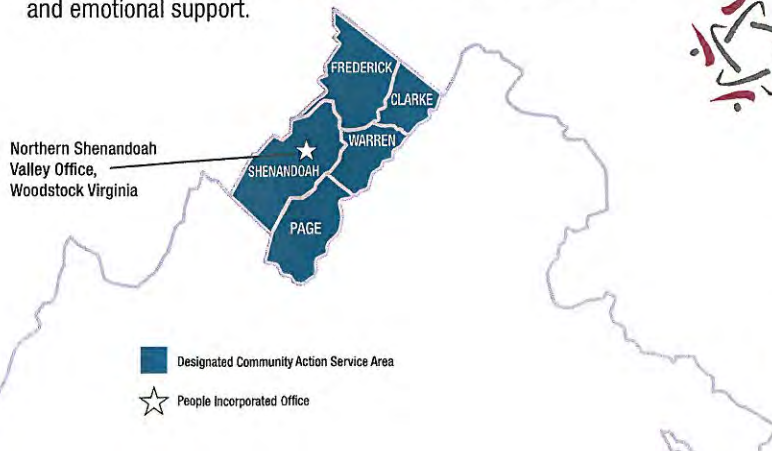 and emotional support.
FREDERICK
CLARKE
WARREN
Northern Shenandoah
Valley Office,
Woodstock Virginia
SHENANDOAH
PAGE
Designated Community Action Service Area
People Incorporated Office